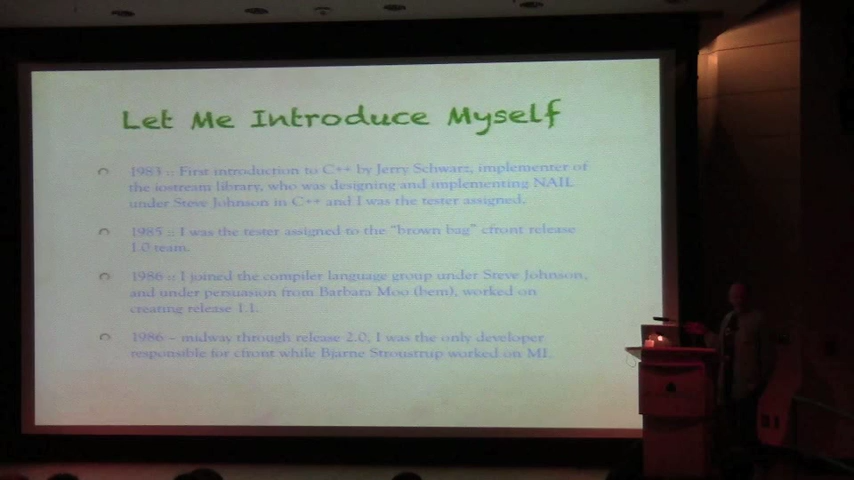 Let Me Introduce Myself
1983 :: First introduction to C++ by Jerry Schwarz, implementer of
the iostream library, who was designing and implementing NAIL
under Steve Johnson in C++ and I was the tester assigned.
1985 :: I was the tester assigned to the "brown bag" cfront release
1.0 team.
1986 :: I joined the compiler language group under Steve Johnson,
and under persuasion from Barbara Moo (bem), worked on
creating release 1.1.
1986 – midway through release 2.0, I was the only developer
responsible for cfront while Bjarne Stroustrup worked on MI.